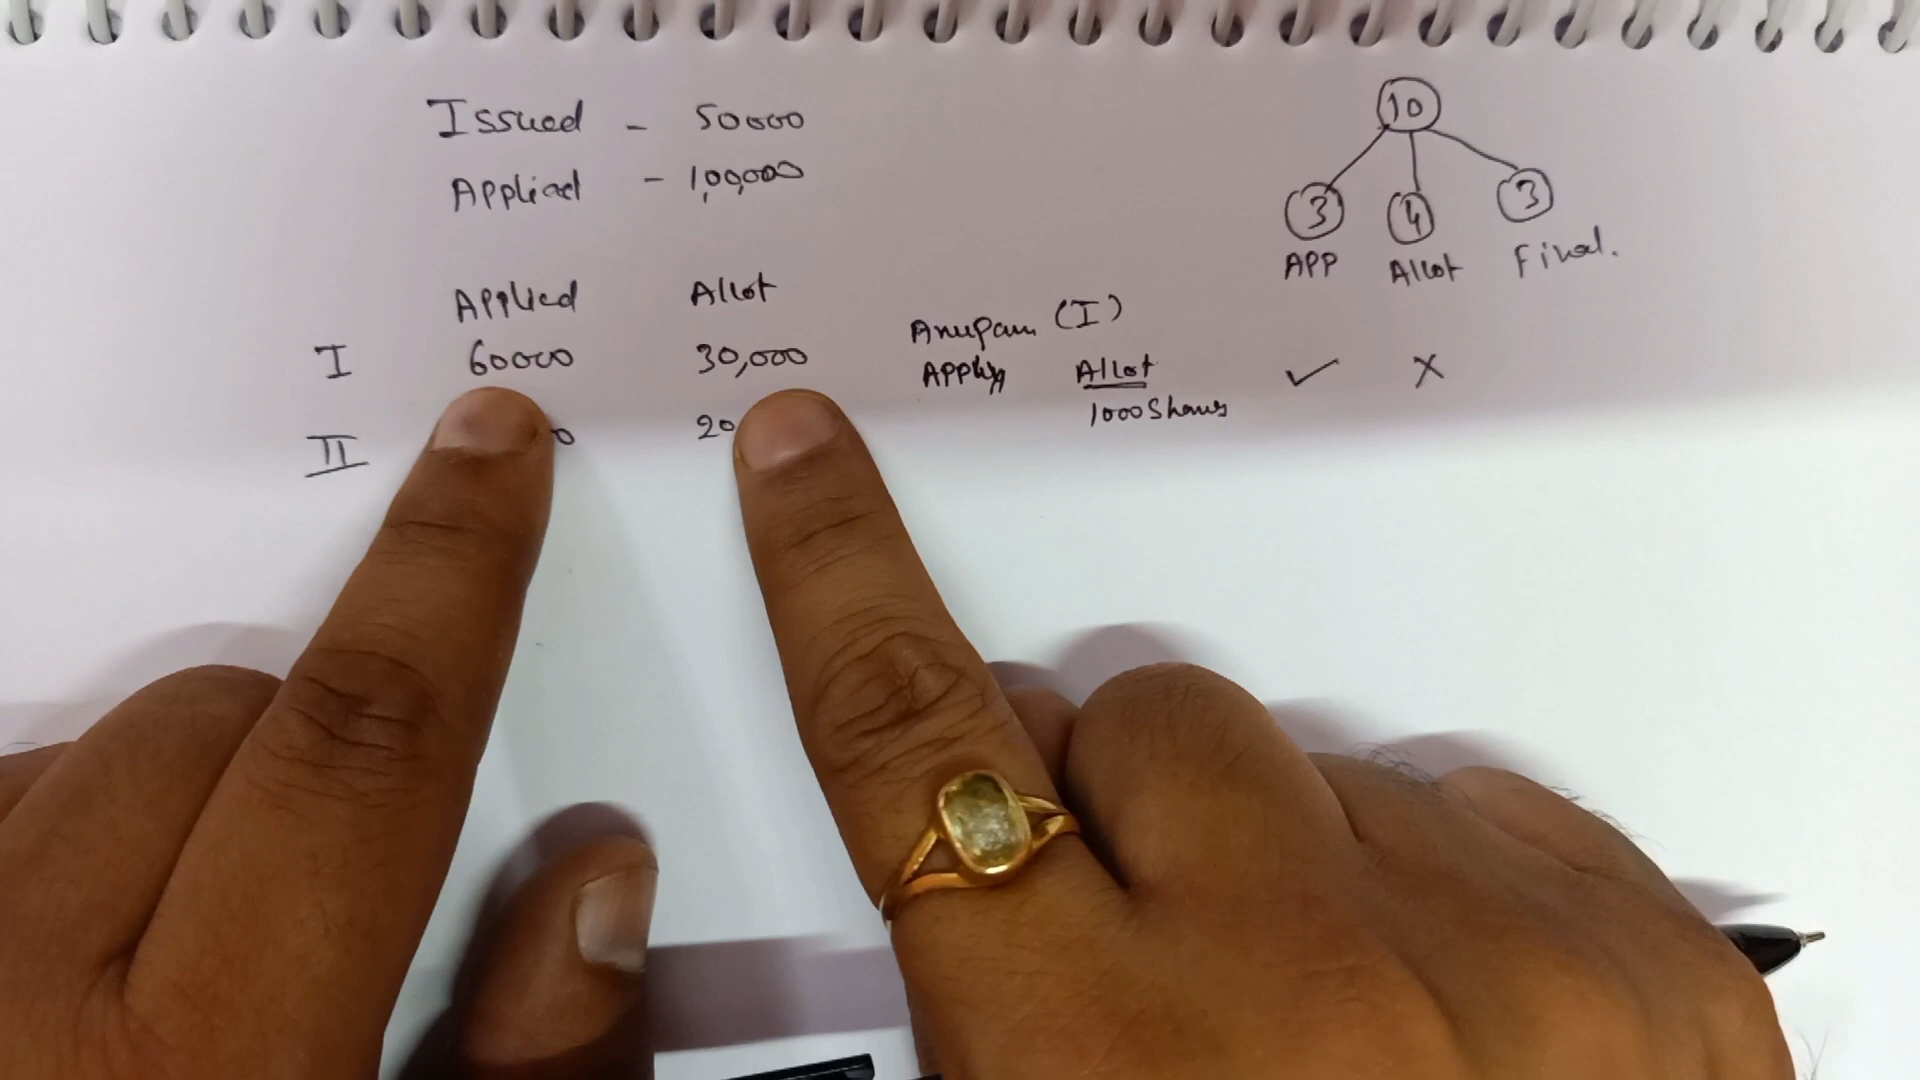 Issued - 50000
Applied - 1,00,000
10
3 4 3
APP Allot Final.
Applied Allot
I 60000 30,000
II
Anupam (I)
Apply Allot ✓ X
1000 Shares